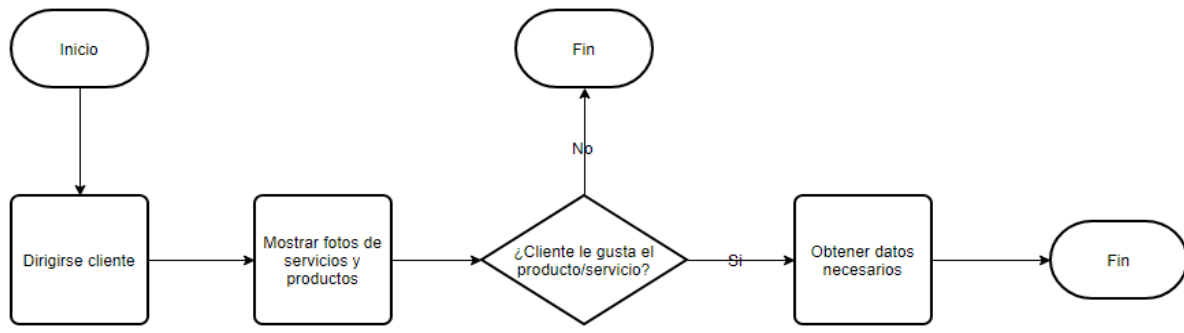 Inicio
Fin
No
Dirigirse cliente
Mostrar fotos de
servicios y
productos
¿Cliente le gusta el
producto/servicio?
Si
Obtener datos
necesarios
Fin